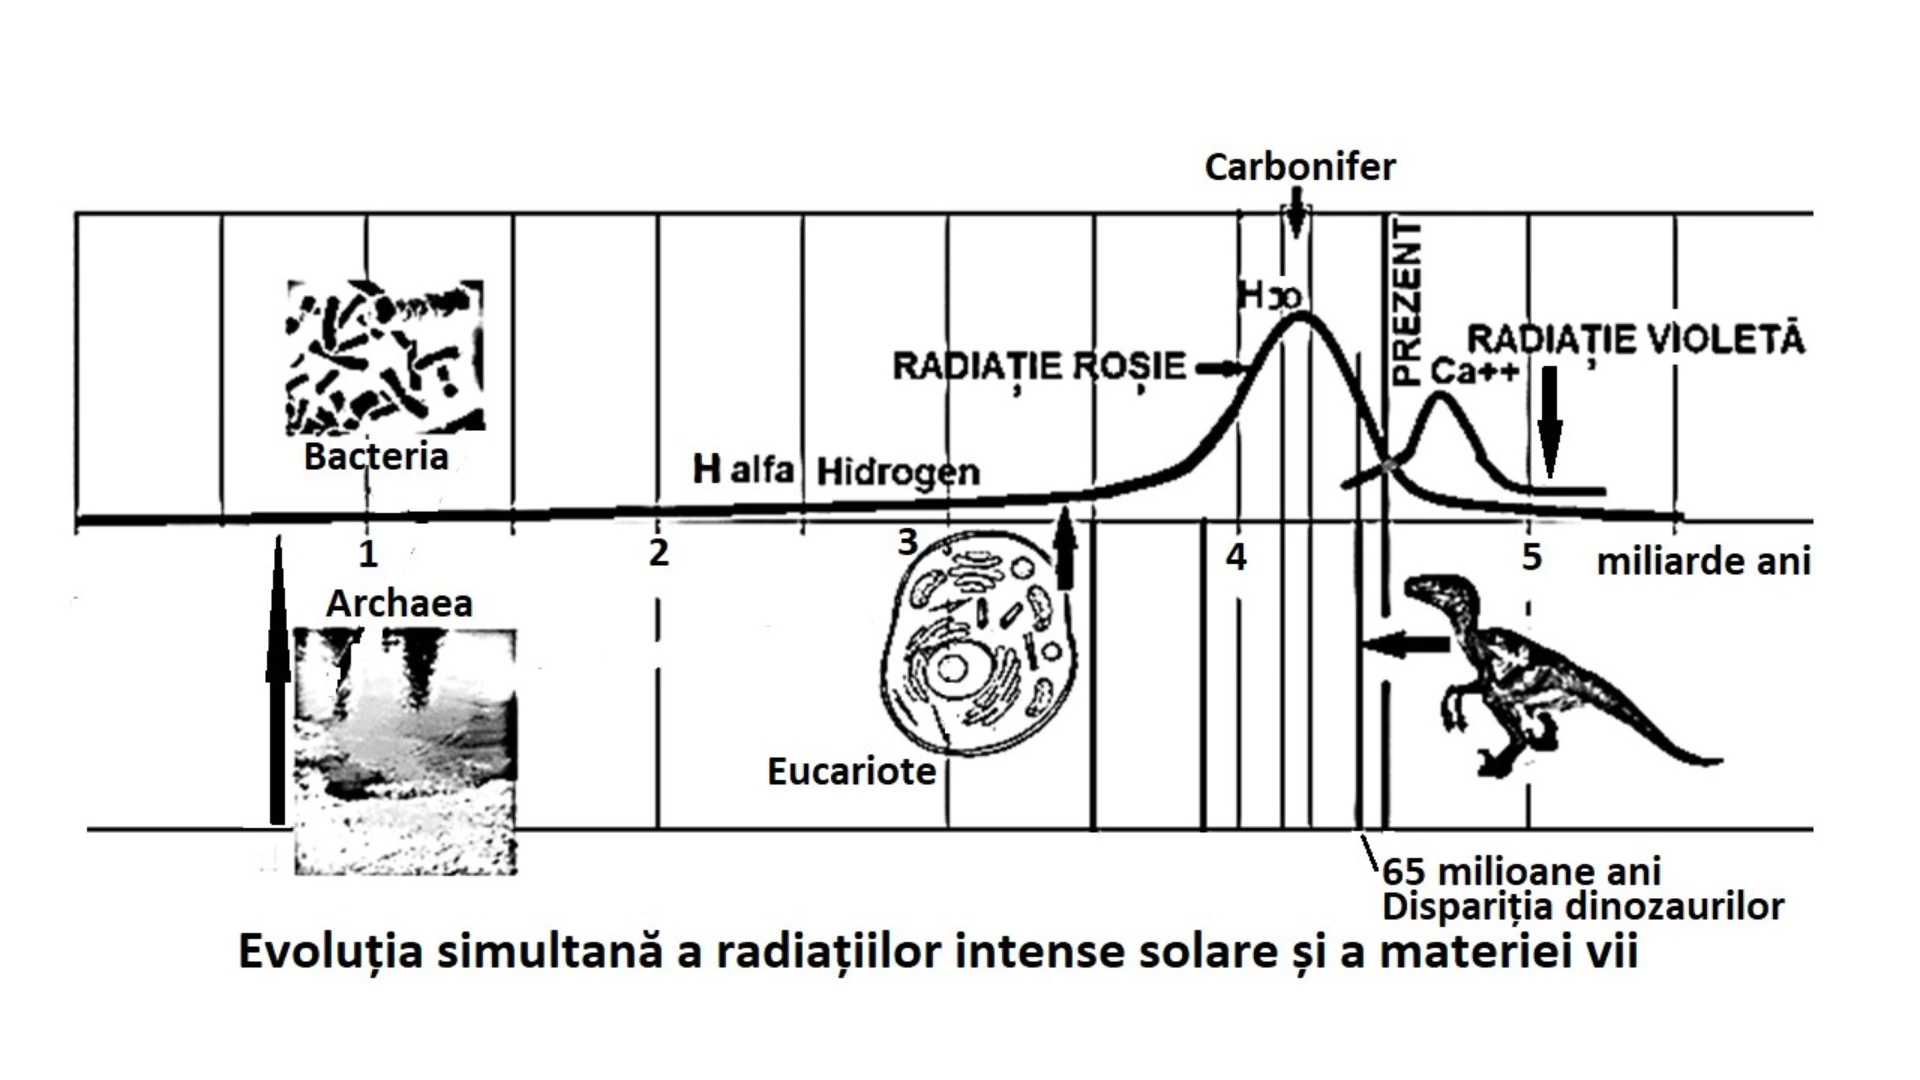 Carbonifer
PREZENT
Hα
RADIAȚIE VIOLETĂ
RADIAȚIE ROȘIE
Ca++
Bacteria
H alfa Hidrogen
1 2 3 4 5 miliarde ani
Archaea
Eucariote
65 milioane ani
Dispariția dinozaurilor
Evoluția simultană a radiațiilor intense solare și a materiei vii